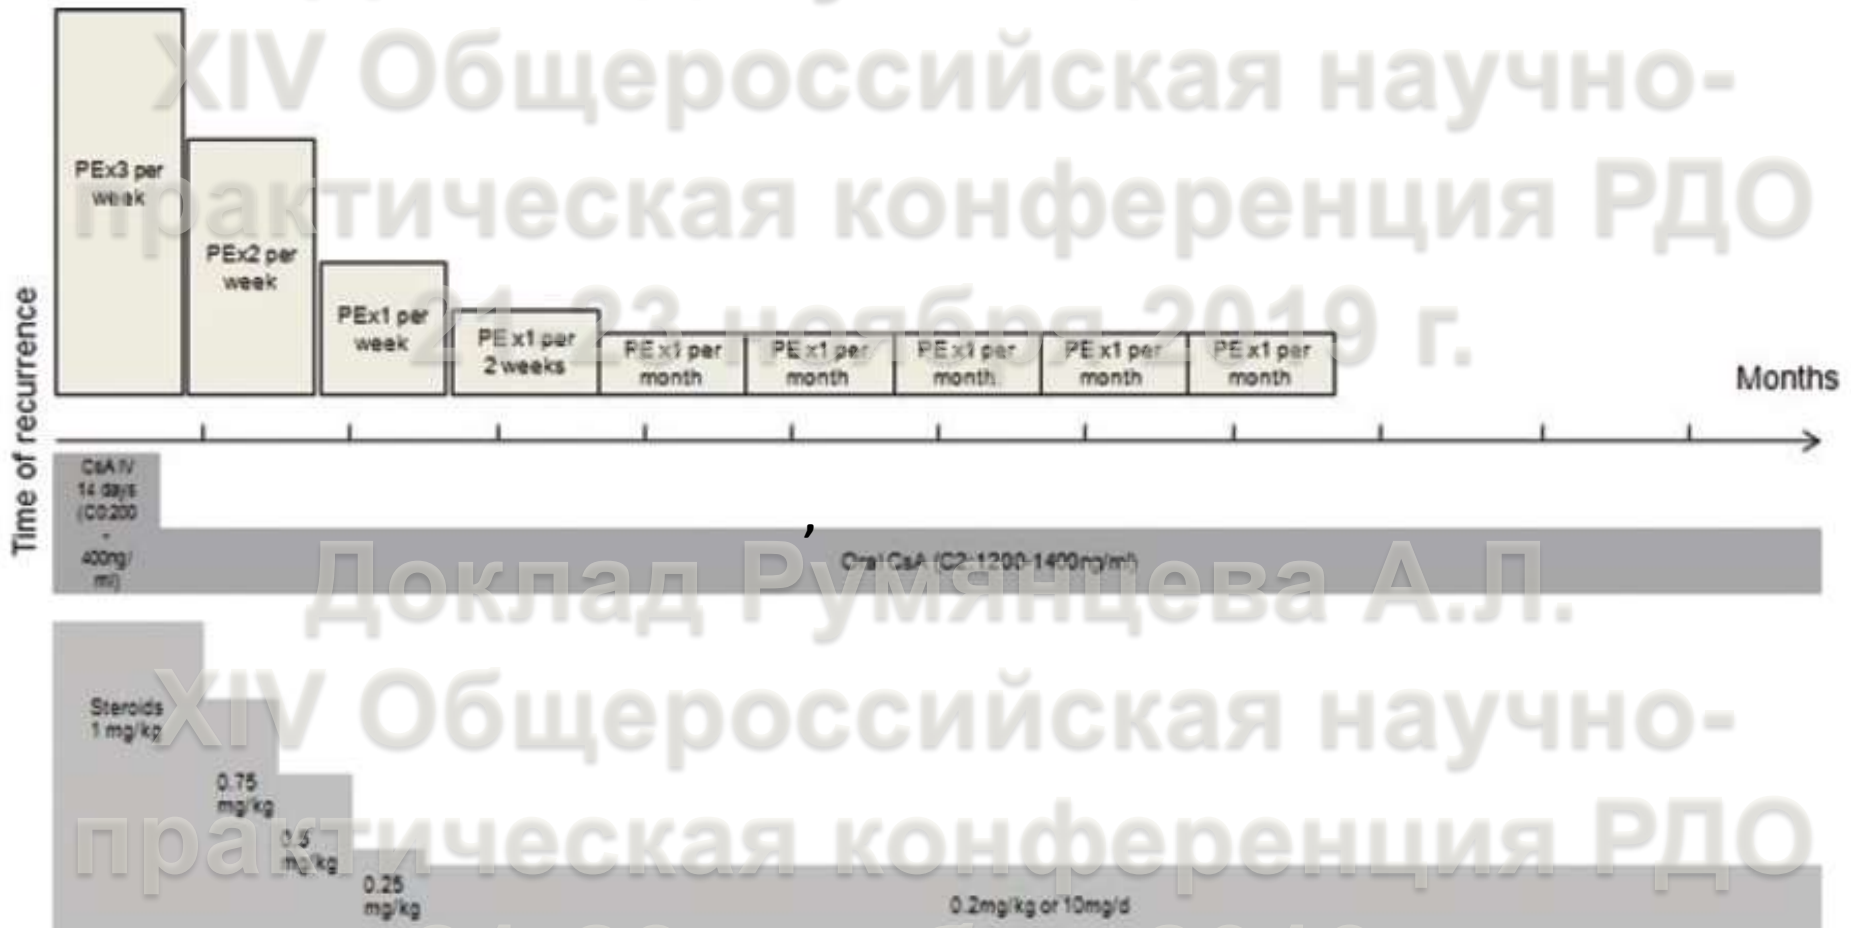 XIV Общероссийская научно-
PEx3 per
week
практическая конференция РДО
PEx2 per
week
21-23 ноября 2019 г.
PEx1 per
week
PE x1 per
2 weeks
PE x1 per
month
PE x1 per
month
PE x1 per
month
PE x1 per
month
PE x1 per
month
Months
Time of recurrence
CsA IV
14 days
(C0:200
-
400ng/
ml)
,
Oral CsA (C2:1200-1400ng/ml)
Доклад Румянцева А.Л.
XIV Общероссийская научно-
Steroids
1 mg/kg
0.75
mg/kg
практическая конференция РДО
0.5
mg/kg
0.25
mg/kg
0.2mg/kg or 10mg/d